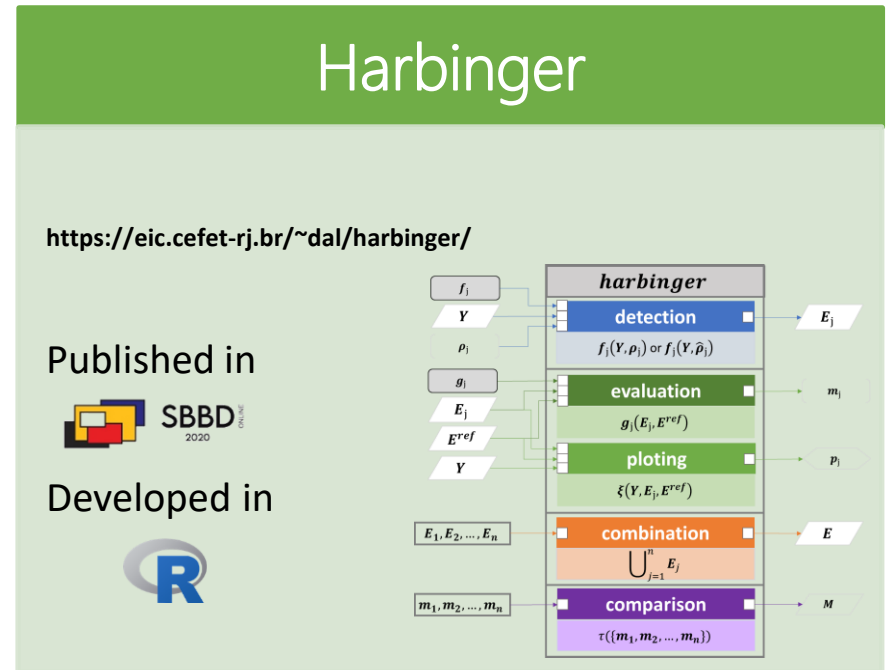 Harbinger
https://eic.cefet-rj.br/~dal/harbinger/
Published in
SBBD ONLINE
2020
Developed in
R
harbinger
f_j
Y
ρ_j
detection
f_j(Y, ρ_j) or f_j(Y, ρ̂_j)
E_j
g_j
E_j
E^ref
Y
evaluation
g_j(E_j, E^ref)
m_j
ploting
ξ(Y, E_j, E^ref)
p_j
E_1, E_2, ..., E_n
combination
⋃_{j=1}^n E_j
E
m_1, m_2, ..., m_n
comparison
τ({m_1, m_2, ..., m_n})
M